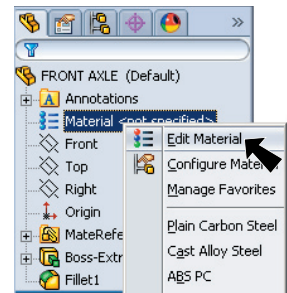 »
FRONT AXLE (Default)
A Annotations
Material <not specified>
Edit Material
Front
Configure Mater
Top
Manage Favorites
Right
Origin
Plain Carbon Steel
MateRefe
Cast Alloy Steel
Boss-Extr
ABS PC
Fillet1